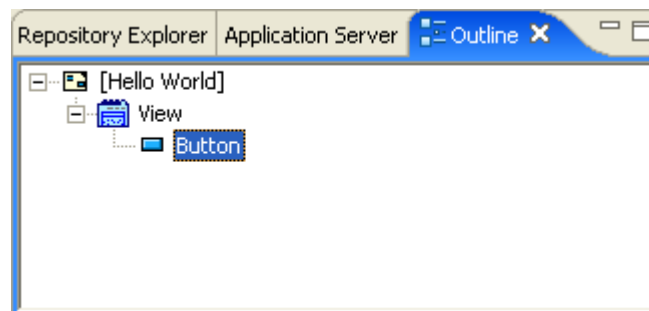 Repository Explorer Application Server Outline
[Hello World]
View
Button